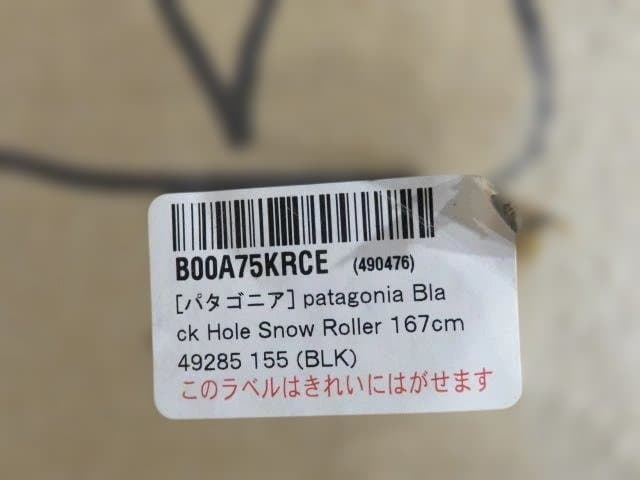 B00A75KRCE (490476)
[パタゴニア] patagonia Bla
ck Hole Snow Roller 167cm
49285 155 (BLK)
このラベルはきれいにはがせます